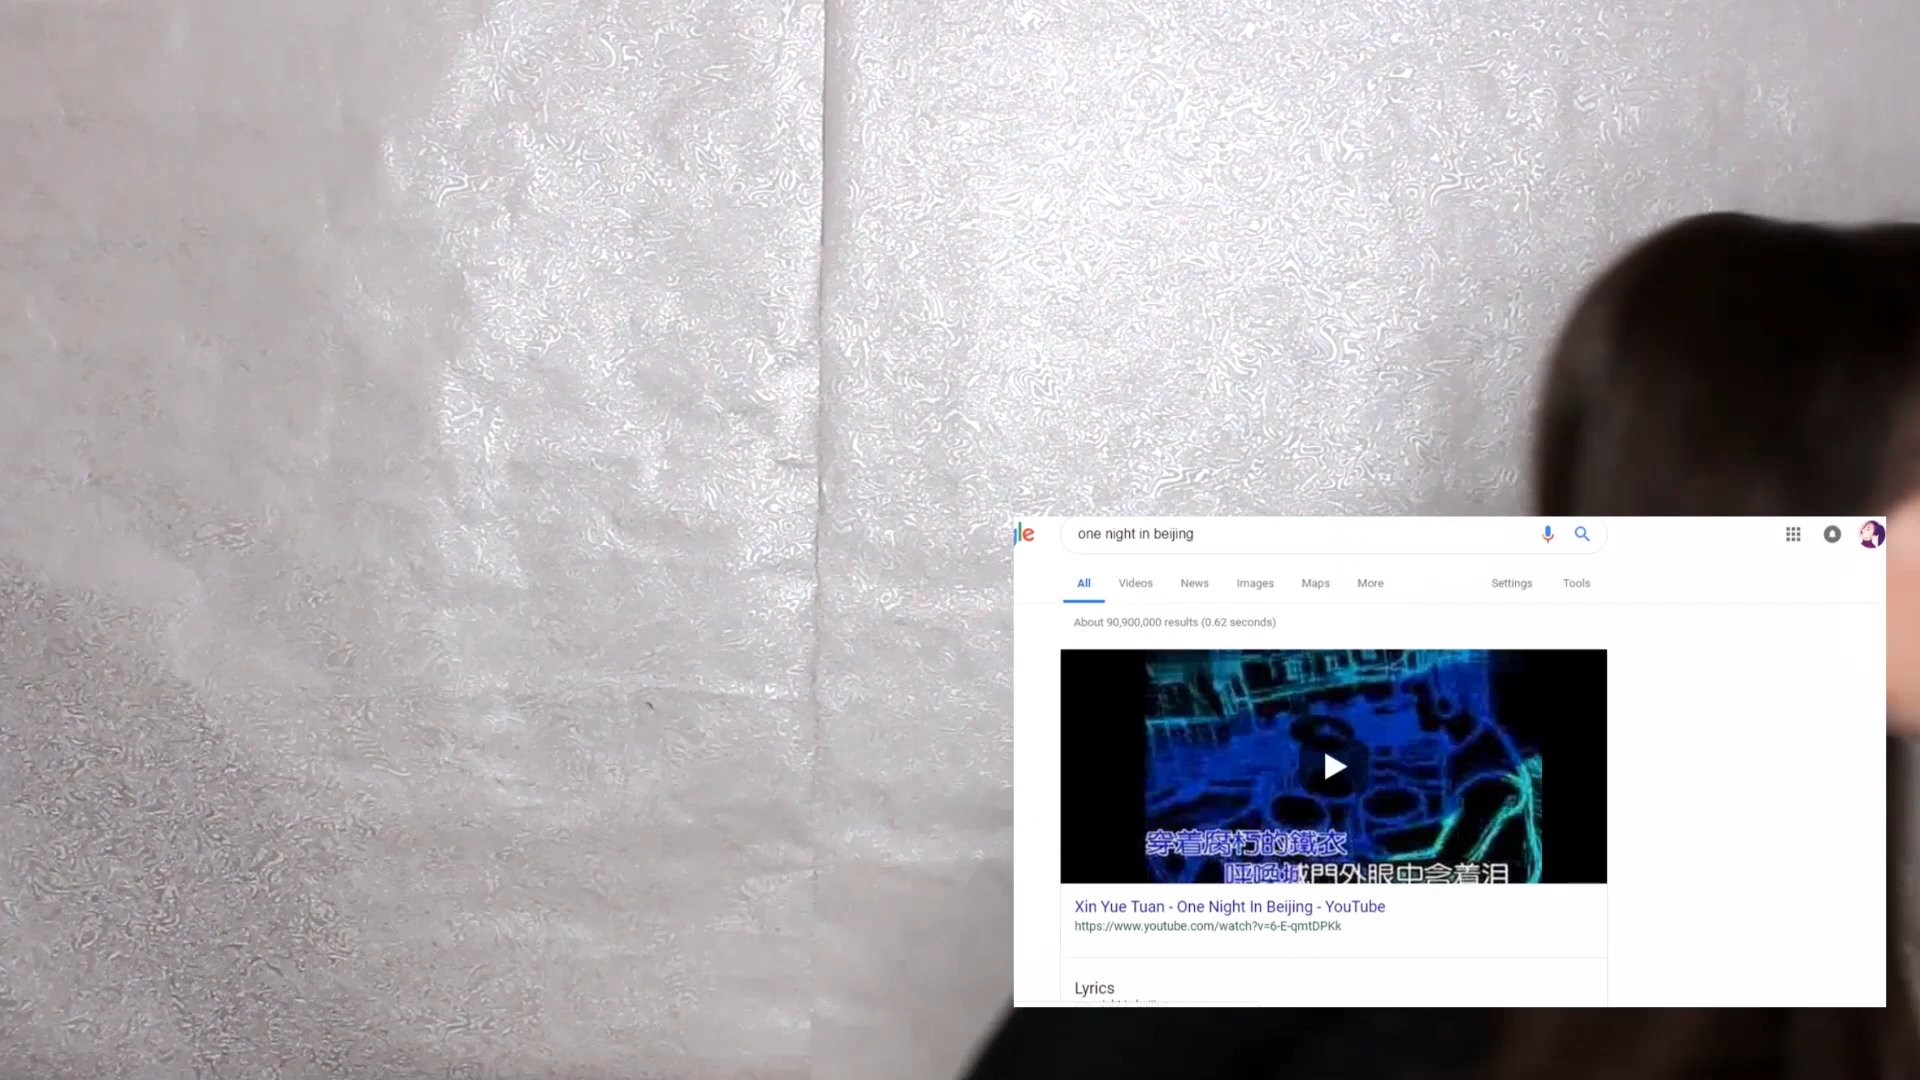 le
one night in beijing
All Videos News Images Maps More Settings Tools
About 90,900,000 results (0.62 seconds)
穿着腐朽的鐵衣
呼喚城門外眼中含着泪
Xin Yue Tuan - One Night In Beijing - YouTube
https://www.youtube.com/watch?v=6-E-qmtDPKk
Lyrics